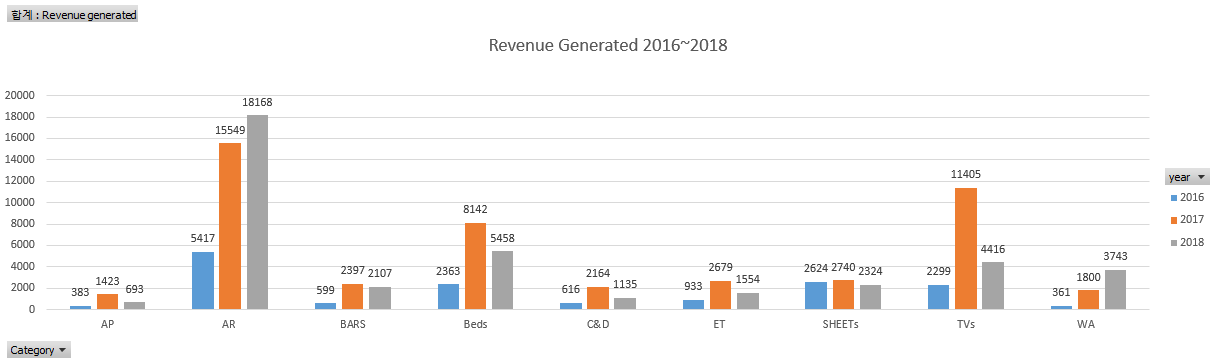 합계 : Revenue generated
Revenue Generated 2016~2018
20000
18000
16000
14000
12000
10000
8000
6000
4000
2000
0
383 1423 693
5417 15549 18168
599 2397 2107
2363 8142 5458
616 2164 1135
933 2679 1554
2624 2740 2324
2299 11405 4416
361 1800 3743
AP AR BARS Beds C&D ET SHEETs TVs WA
year
2016
2017
2018
Category